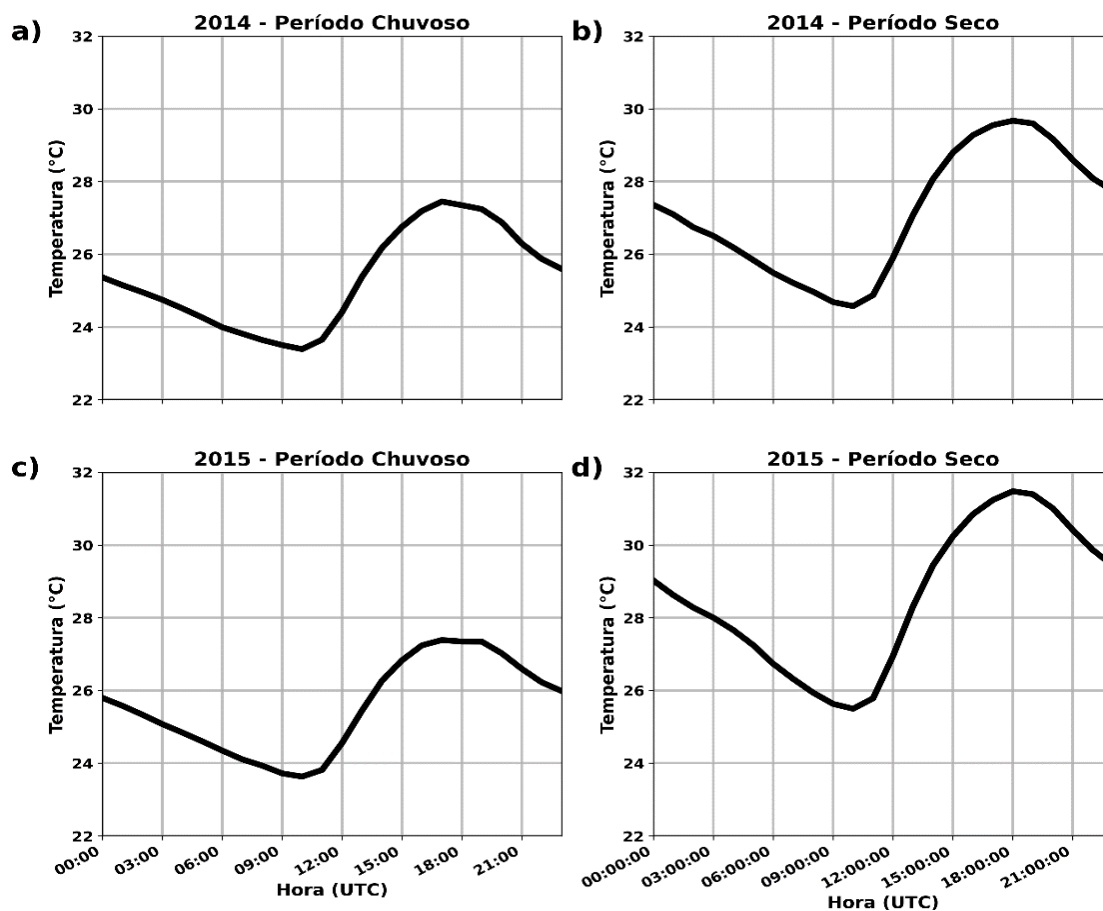 a)
2014 - Período Chuvoso
32
30
28
26
24
22
Temperatura (°C)
b)
2014 - Período Seco
32
30
28
26
24
22
Temperatura (°C)
c)
2015 - Período Chuvoso
32
30
28
26
24
22
Temperatura (°C)
00:00
03:00
06:00
09:00
12:00
15:00
18:00
21:00
Hora (UTC)
d)
2015 - Período Seco
32
30
28
26
24
22
Temperatura (°C)
00:00:00
03:00:00
06:00:00
09:00:00
12:00:00
15:00:00
18:00:00
21:00:00
Hora (UTC)